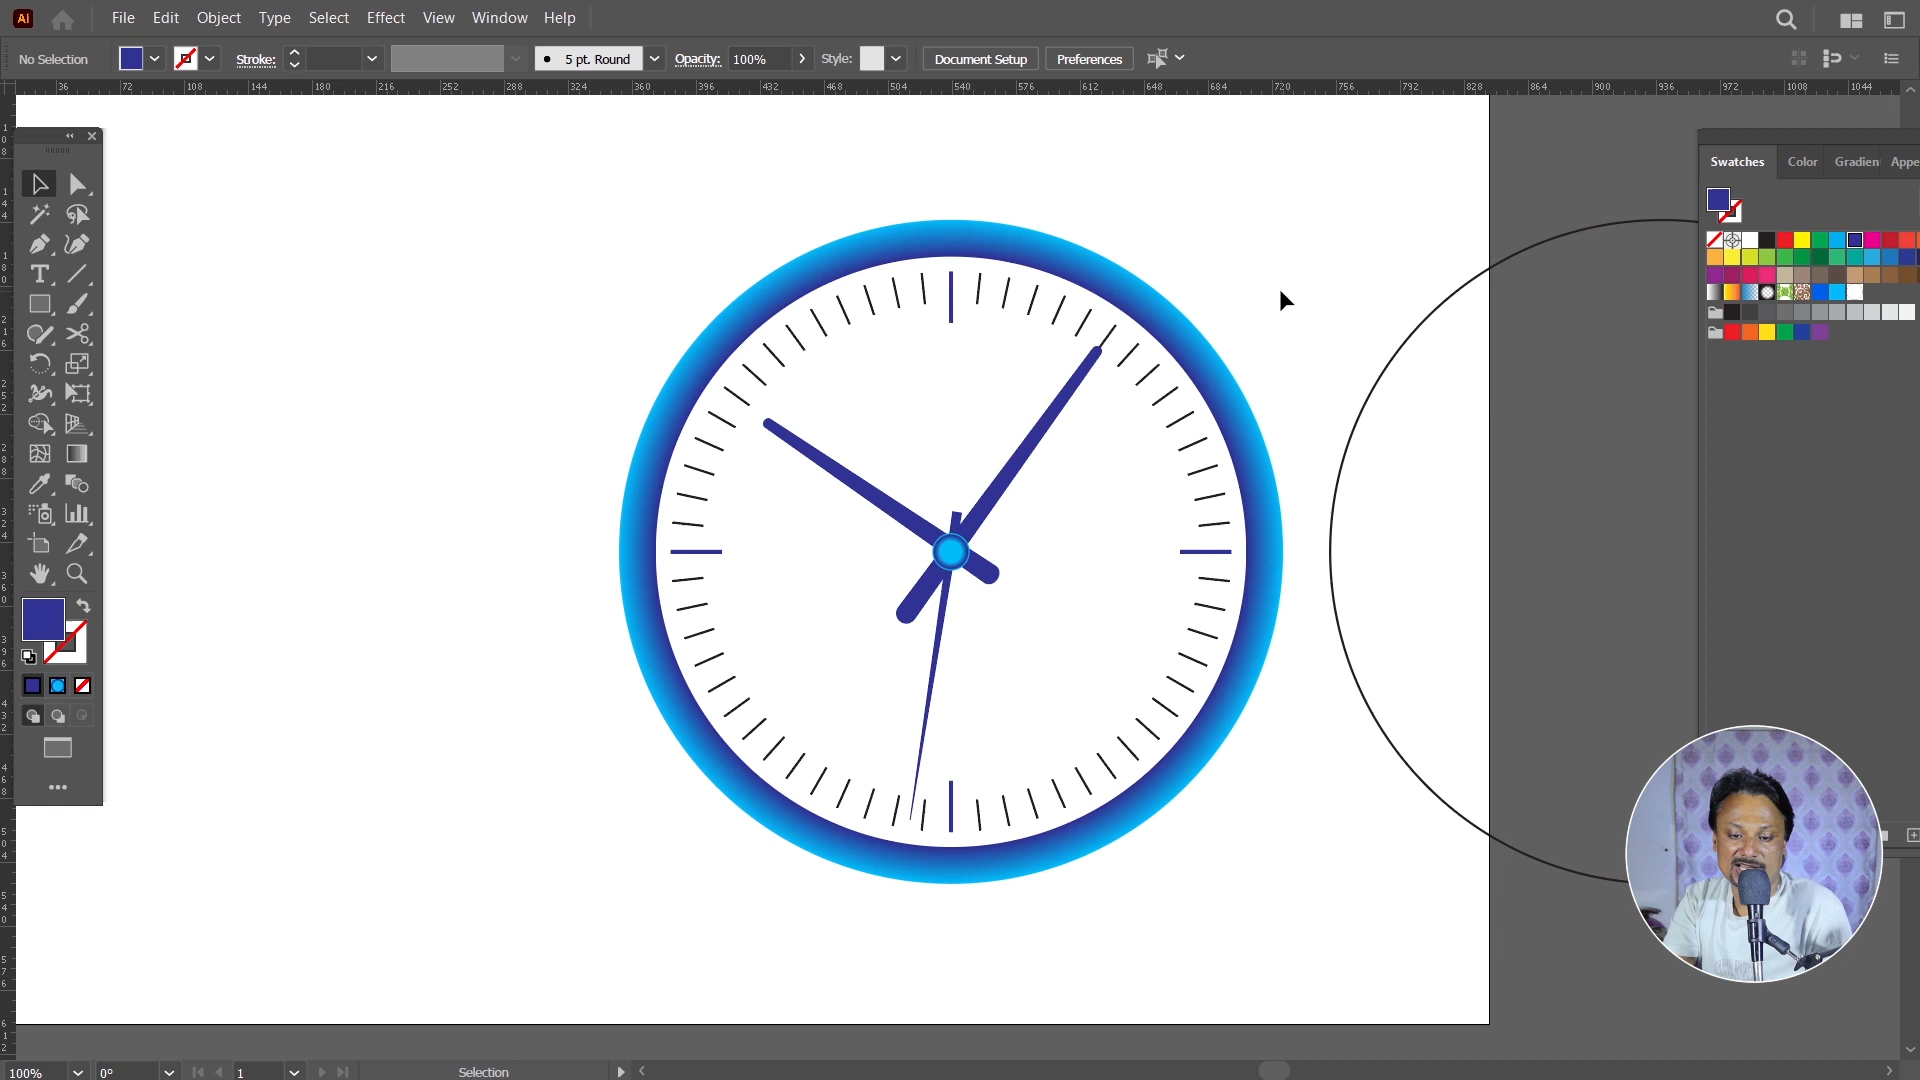 Ai File Edit Object Type Select Effect View Window Help
No Selection Stroke: 5 pt. Round Opacity: 100% Style: Document Setup Preferences
36 72 108 144 180 216 252 288 324 360 396 432 468 504 540 576 612 648 684 720 756 792 828 864 900 936 972 1008 1044
Swatches Color Gradien Appe
100% 0° 1 Selection